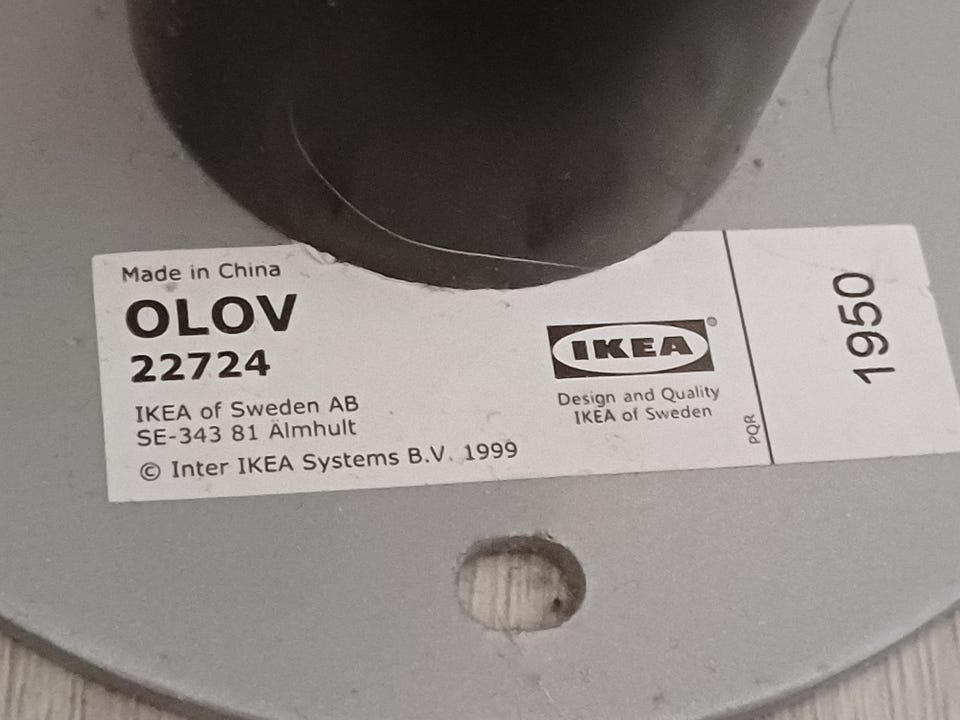 Made in China
OLOV
22724
IKEA of Sweden AB
SE-343 81 Älmhult
© Inter IKEA Systems B.V. 1999
IKEA®
Design and Quality
IKEA of Sweden
PQR
1950